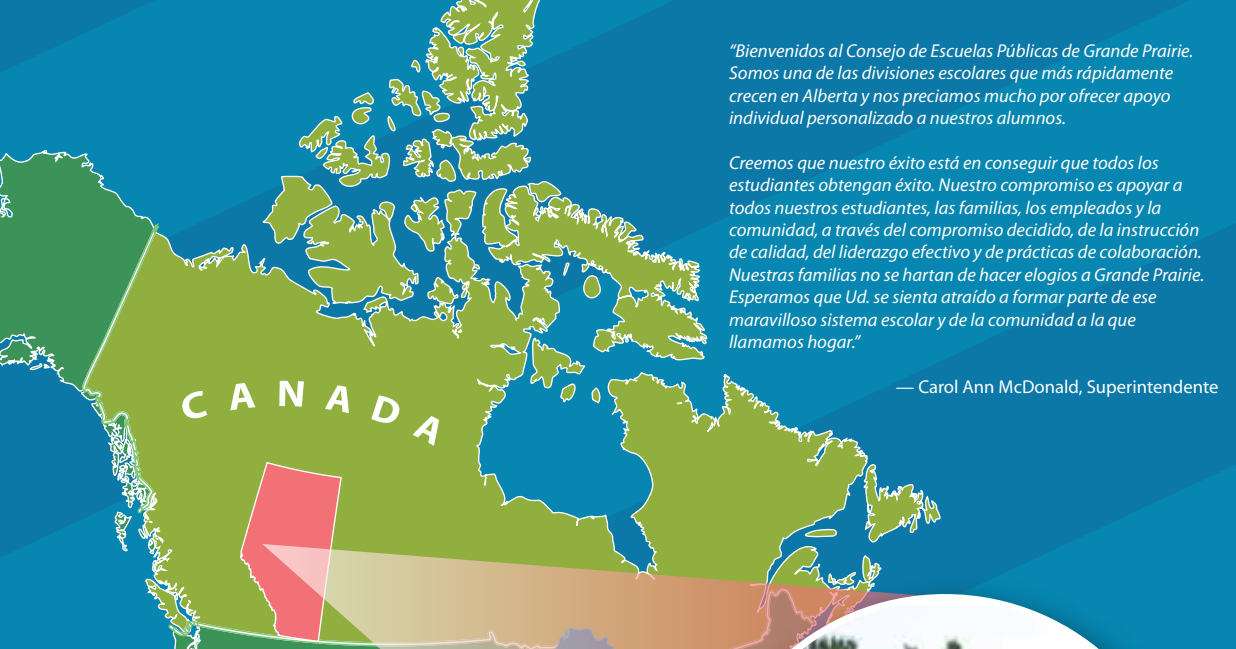 “Bienvenidos al Consejo de Escuelas Públicas de Grande Prairie.
Somos una de las divisiones escolares que más rápidamente
crecen en Alberta y nos preciamos mucho por ofrecer apoyo
individual personalizado a nuestros alumnos.
Creemos que nuestro éxito está en conseguir que todos los
estudiantes obtengan éxito. Nuestro compromiso es apoyar a
todos nuestros estudiantes, las familias, los empleados y la
comunidad, a través del compromiso decidido, de la instrucción
de calidad, del liderazgo efectivo y de prácticas de colaboración.
Nuestras familias no se hartan de hacer elogios a Grande Prairie.
Esperamos que Ud. se sienta atraído a formar parte de ese
maravilloso sistema escolar y de la comunidad a la que
llamamos hogar.”
— Carol Ann McDonald, Superintendente
CANADA